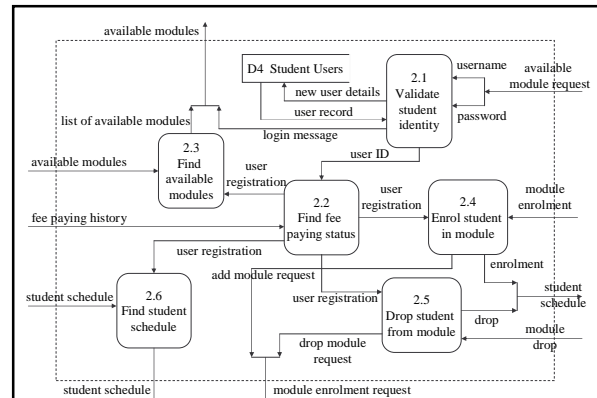 available modules
D4 Student Users
2.1
Validate
student
identity
username
available
module request
password
new user details
user record
list of available modules
login message
2.3
Find
available
modules
user ID
available modules
user
registration
2.2
Find fee
paying status
user
registration
2.4
Enrol student
in module
module
enrolment
fee paying history
user registration
add module request
enrolment
student schedule
2.6
Find student
schedule
user registration
2.5
Drop student
from module
student
schedule
drop
drop module
request
module
drop
student schedule
module enrolment request